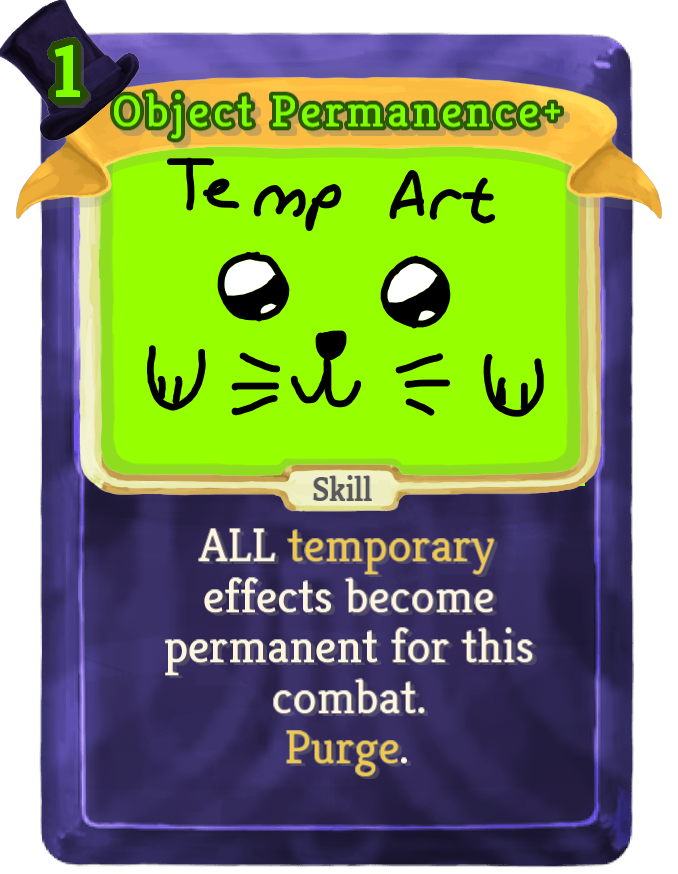 1
Object Permanence+
Temp Art
Skill
ALL temporary
effects become
permanent for this
combat.
Purge.